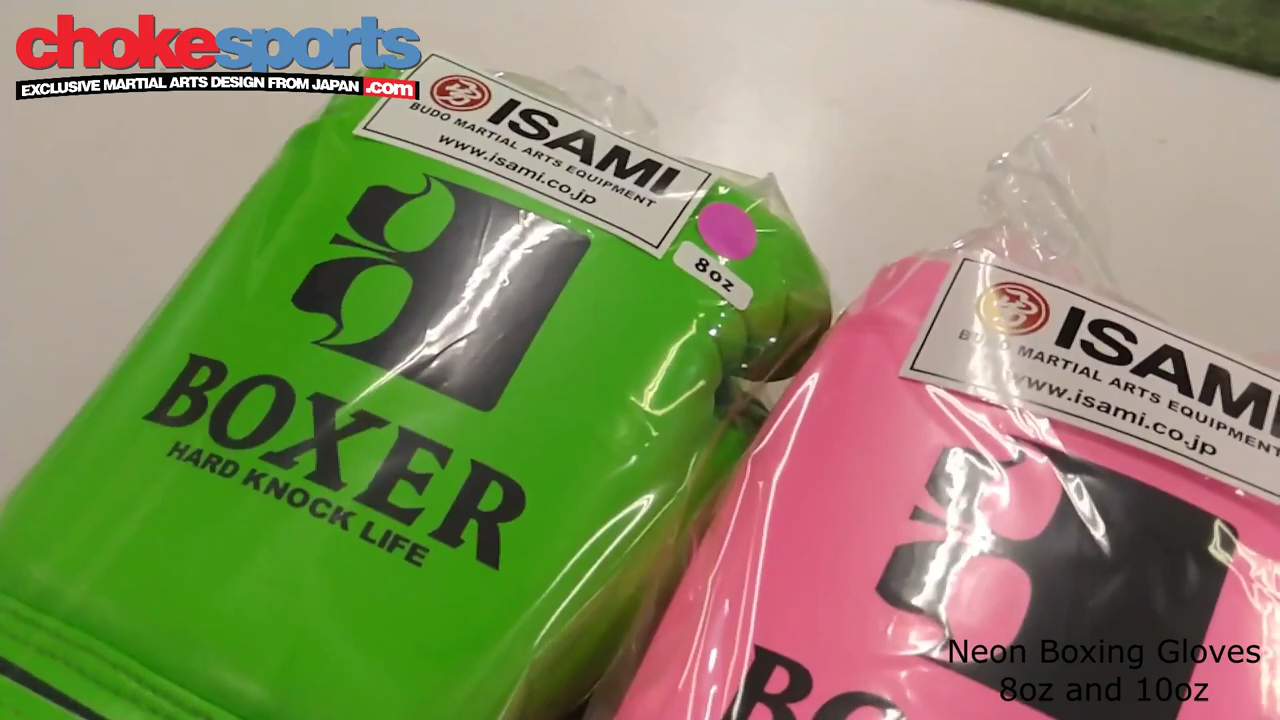 chokesports
EXCLUSIVE MARTIAL ARTS DESIGN FROM JAPAN .com
ISAMI
BUDO MARTIAL ARTS EQUIPMENT
www.isami.co.jp
8oz
BOXER
HARD KNOCK LIFE
ISAMI
BUDO MARTIAL ARTS EQUIPMENT
www.isami.co.jp
Neon Boxing Gloves
8oz and 10oz